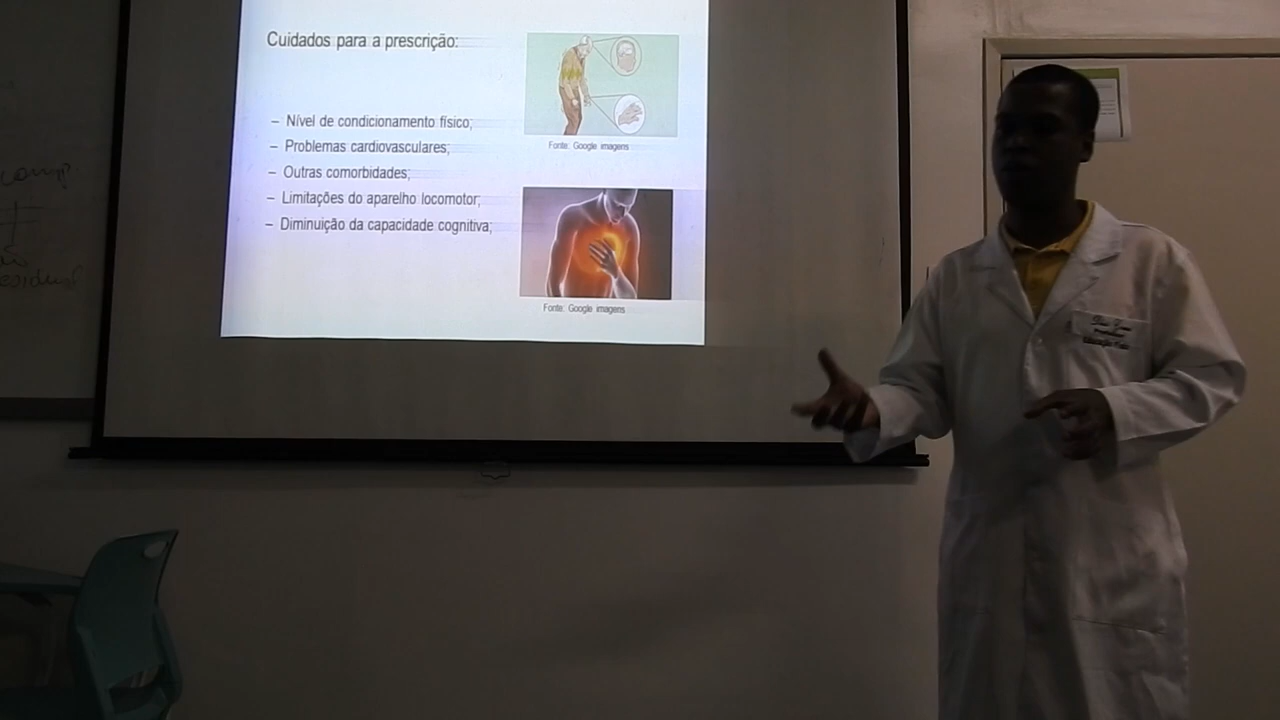 Cuidados para a prescrição:
– Nível de condicionamento físico;
– Problemas cardiovasculares;
– Outras comorbidades;
– Limitações do aparelho locomotor;
– Diminuição da capacidade cognitiva;
Fonte: Google imagens
Fonte: Google imagens